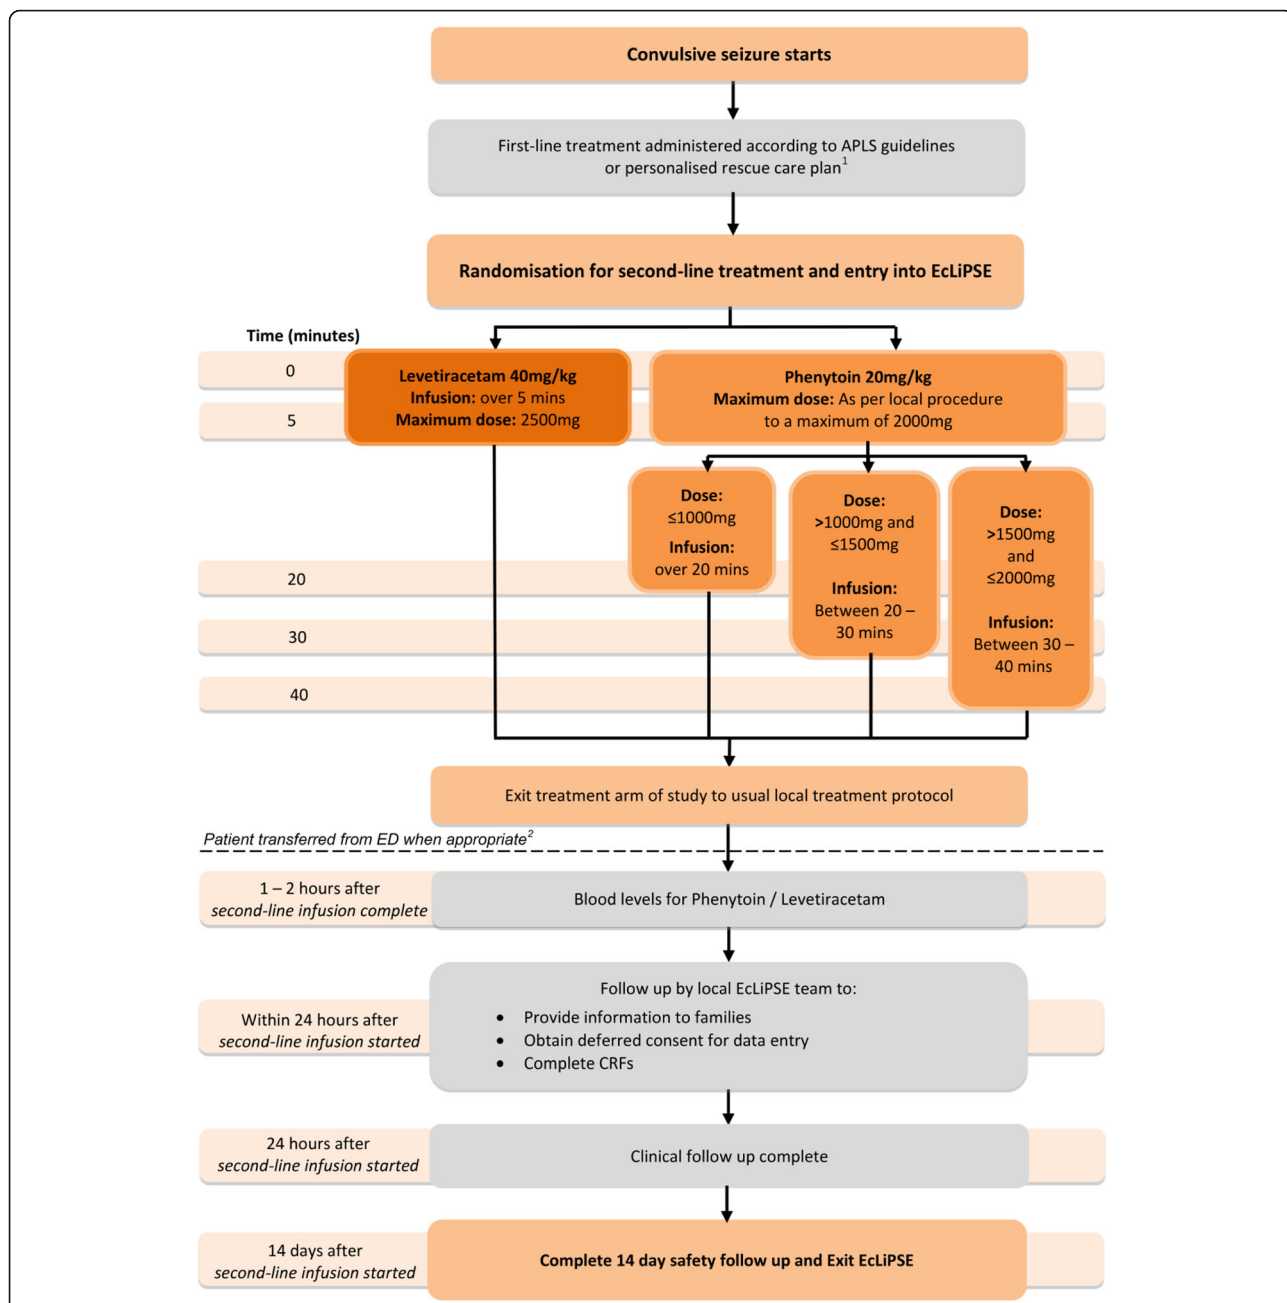 Convulsive seizure starts
First-line treatment administered according to APLS guidelines
or personalised rescue care plan1
Randomisation for second-line treatment and entry into EcLiPSE
Time (minutes)
0
5
Levetiracetam 40mg/kg
Infusion: over 5 mins
Maximum dose: 2500mg
Phenytoin 20mg/kg
Maximum dose: As per local procedure
to a maximum of 2000mg
Dose:
≤1000mg
Infusion:
over 20 mins
Dose:
>1000mg and
≤1500mg
Infusion:
Between 20 –
30 mins
Dose:
>1500mg
and
≤2000mg
Infusion:
Between 30 –
40 mins
20
30
40
Exit treatment arm of study to usual local treatment protocol
Patient transferred from ED when appropriate2
1 – 2 hours after
second-line infusion complete
Blood levels for Phenytoin / Levetiracetam
Within 24 hours after
second-line infusion started
Follow up by local EcLiPSE team to:
• Provide information to families
• Obtain deferred consent for data entry
• Complete CRFs
24 hours after
second-line infusion started
Clinical follow up complete
14 days after
second-line infusion started
Complete 14 day safety follow up and Exit EcLiPSE